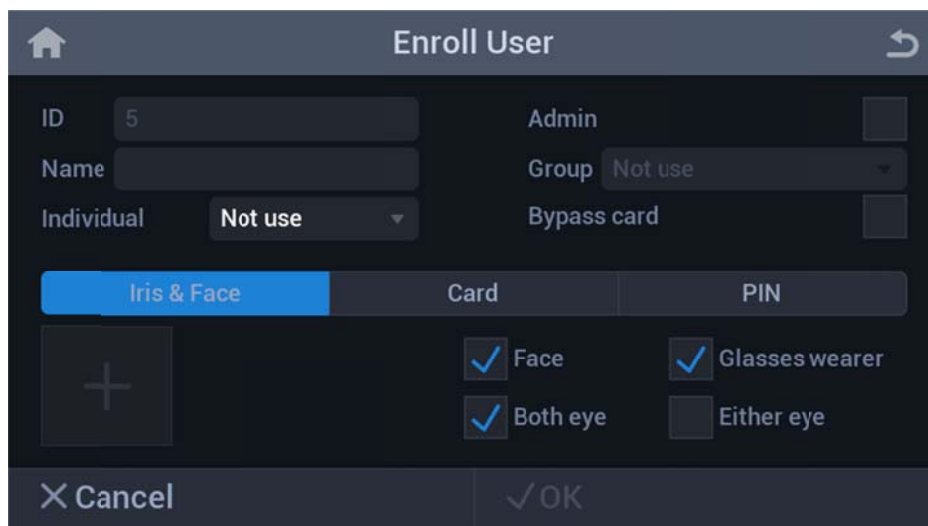 Enroll User
ID 5 Admin
Name Group Not use
Individual Not use Bypass card
Iris & Face Card PIN
Face Glasses wearer
Both eye Either eye
Cancel OK